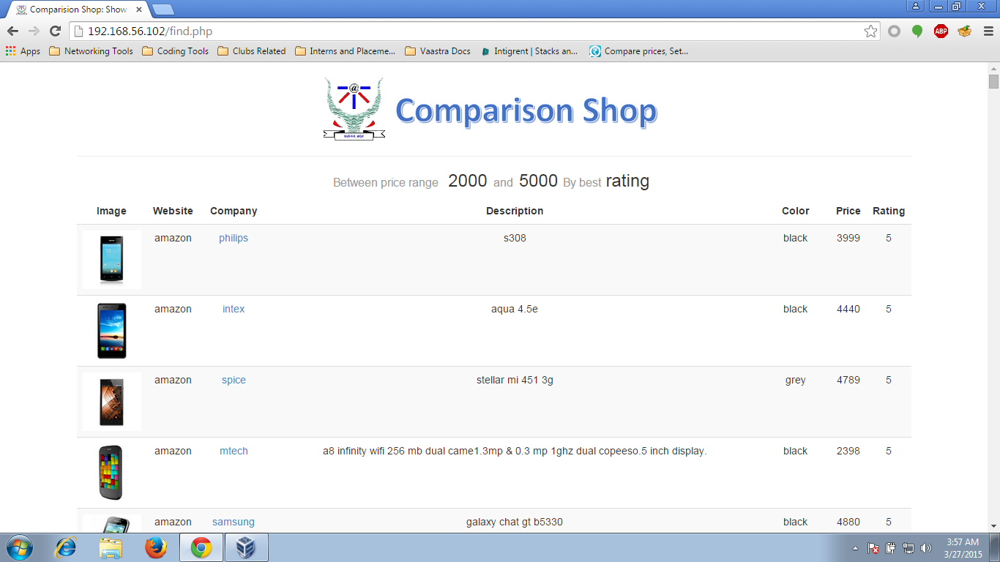 Comparision Shop: Show
192.168.56.102/find.php
ABP
Apps Networking Tools Coding Tools Clubs Related Interns and Placeme... Vaastra Docs Intigrent | Stacks an... Compare prices, Set...
@
Comparison Shop
Between price range 2000 and 5000 By best rating
Image Website Company Description Color Price Rating
amazon philips s308 black 3999 5
amazon intex aqua 4.5e black 4440 5
amazon spice stellar mi 451 3g grey 4789 5
amazon mtech a8 infinity wifi 256 mb dual came1.3mp & 0.3 mp 1ghz dual copeeso.5 inch display. black 2398 5
amazon samsung galaxy chat gt b5330 black 4880 5
3:57 AM
3/27/2015